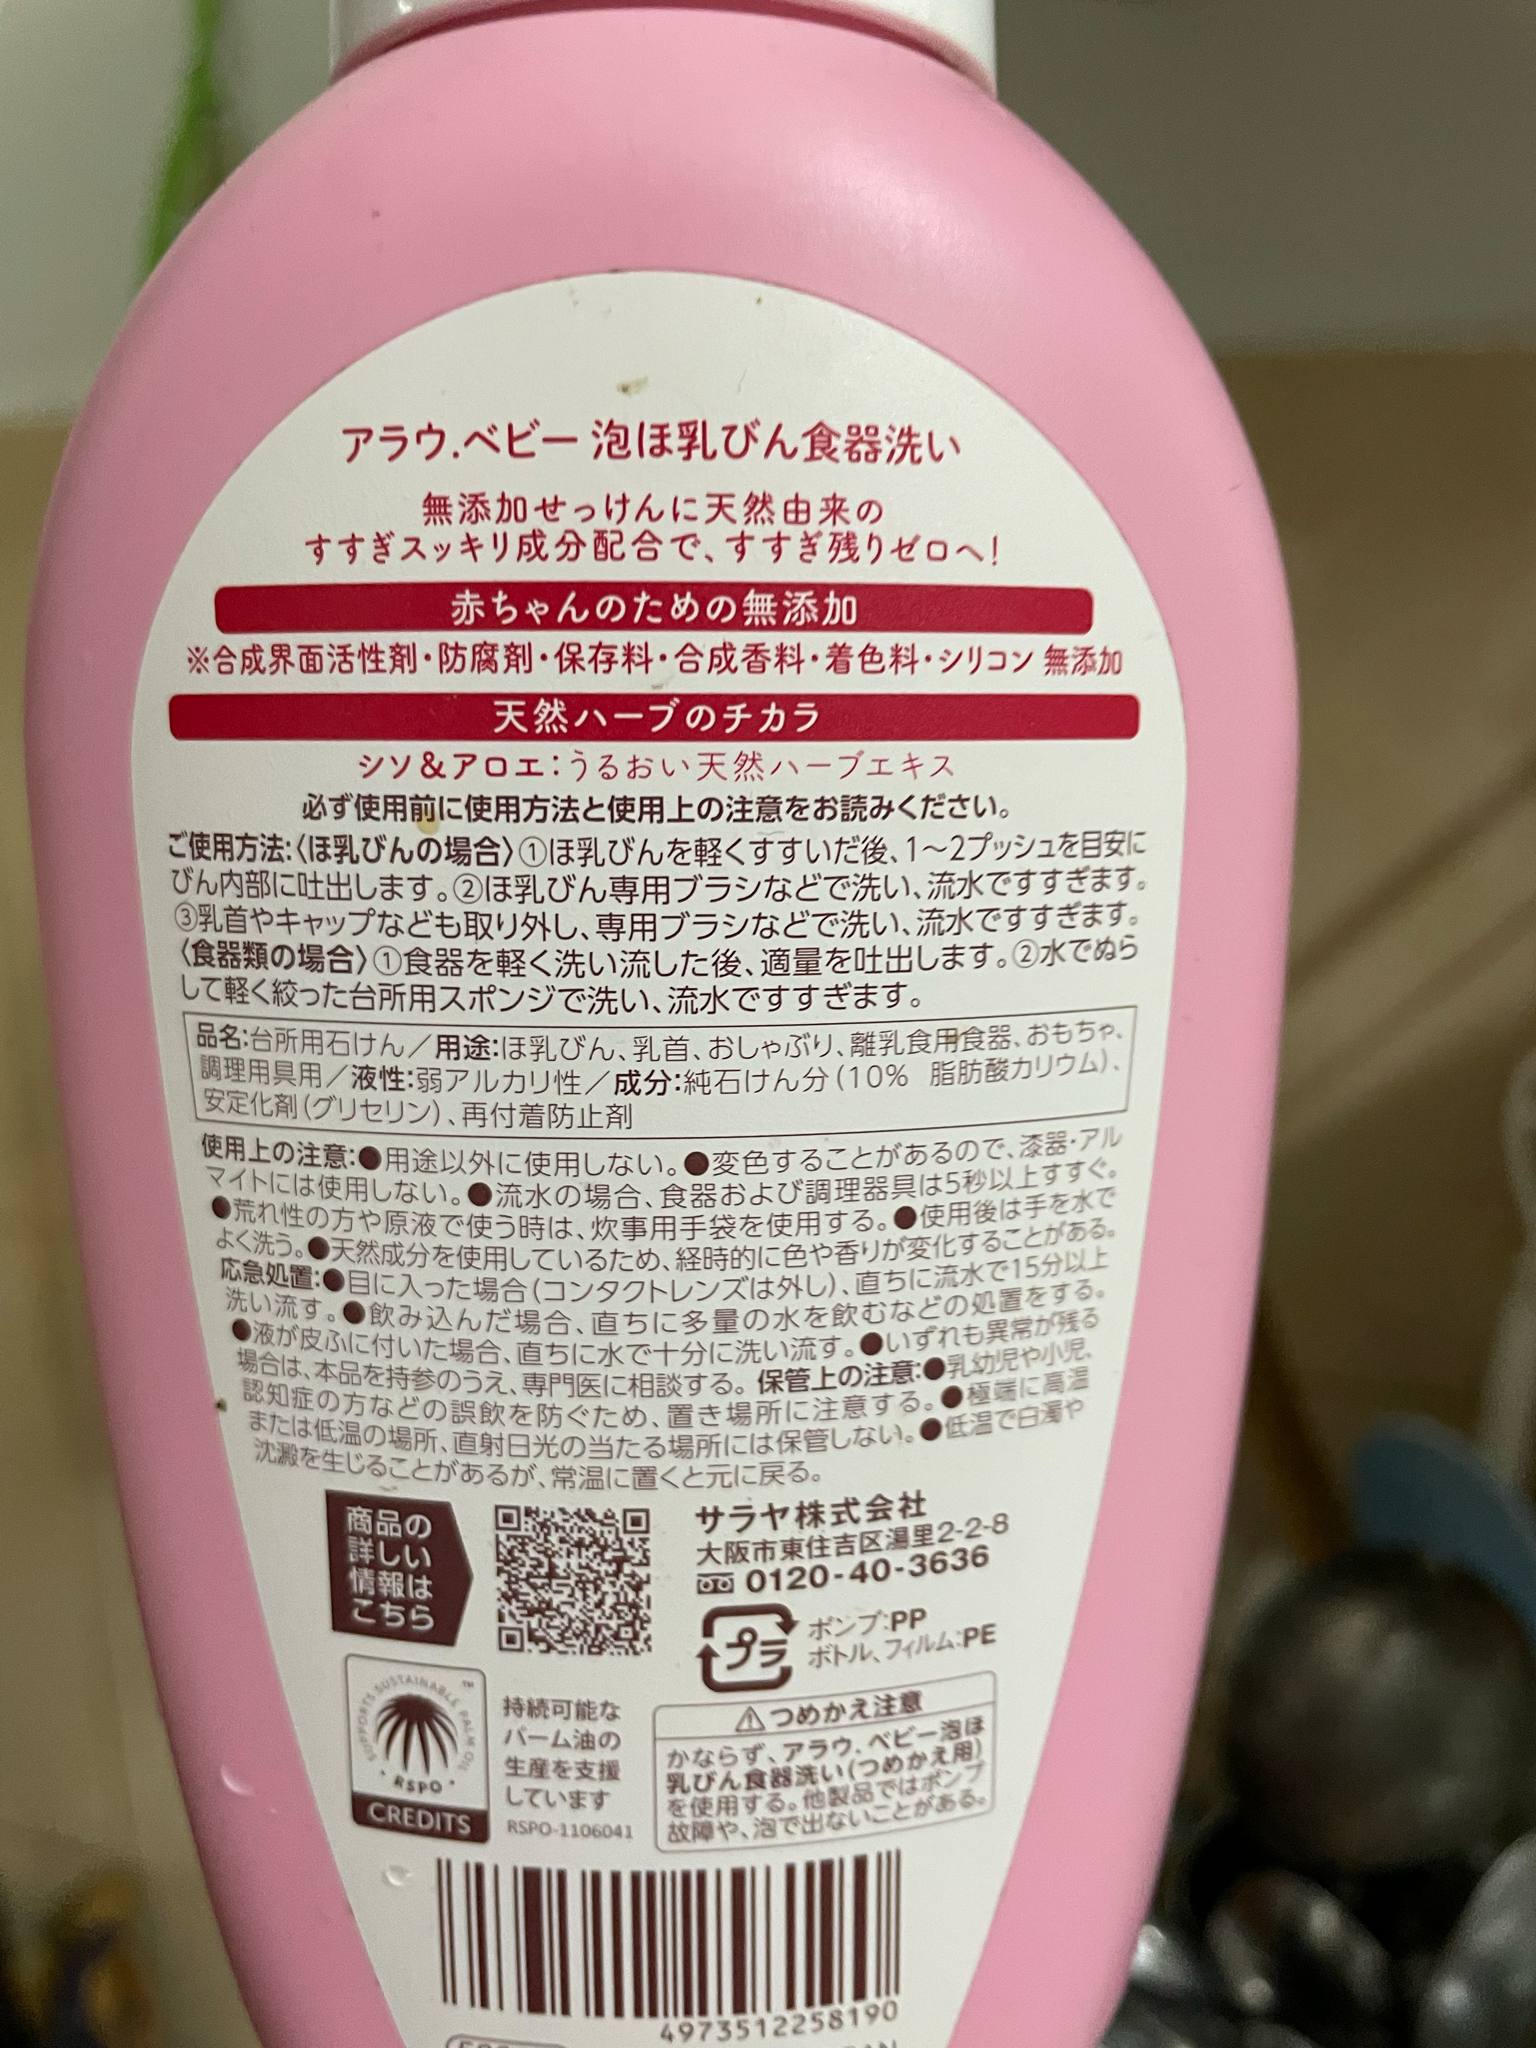 アラウ.ベビー 泡ほ乳びん食器洗い
無添加せっけんに天然由来の
すすぎスッキリ成分配合で、すすぎ残りゼロへ!
赤ちゃんのための無添加
※合成界面活性剤・防腐剤・保存料・合成香料・着色料・シリコン 無添加
天然ハーブのチカラ
シソ&アロエ:うるおい天然ハーブエキス
必ず使用前に使用方法と使用上の注意をお読みください。
ご使用方法:〈ほ乳びんの場合〉①ほ乳びんを軽くすすいだ後、1〜2プッシュを目安に
びん内部に吐出します。②ほ乳びん専用ブラシなどで洗い、流水ですすぎます。
③乳首やキャップなども取り外し、専用ブラシなどで洗い、流水ですすぎます。
〈食器類の場合〉①食器を軽く洗い流した後、適量を吐出します。②水でぬら
して軽く絞った台所用スポンジで洗い、流水ですすぎます。
品名:台所用石けん/用途:ほ乳びん、乳首、おしゃぶり、離乳食用食器、おもちゃ、
調理用具用/液性:弱アルカリ性/成分:純石けん分(10% 脂肪酸カリウム)、
安定化剤(グリセリン)、再付着防止剤
使用上の注意:●用途以外に使用しない。●変色することがあるので、漆器・アル
マイトには使用しない。●流水の場合、食器および調理器具は5秒以上すすぐ。
●荒れ性の方や原液で使う時は、炊事用手袋を使用する。●使用後は手を水で
よく洗う。●天然成分を使用しているため、経時的に色や香りが変化することがある。
応急処置:●目に入った場合(コンタクトレンズは外し)、直ちに流水で15分以上
洗い流す。●飲み込んだ場合、直ちに多量の水を飲むなどの処置をする。
●液が皮ふに付いた場合、直ちに水で十分に洗い流す。●いずれも異常が残る
場合は、本品を持参のうえ、専門医に相談する。保管上の注意:●乳幼児や小児、
認知症の方などの誤飲を防ぐため、置き場所に注意する。●極端に高温
または低温の場所、直射日光の当たる場所には保管しない。●低温で白濁や
沈澱を生じることがあるが、常温に置くと元に戻る。
商品の
詳しい
情報は
こちら
サラヤ株式会社
大阪市東住吉区湯里2-2-8
0120-40-3636
プラ
ポンプ:PP
ボトル、フィルム:PE
SUPPORTS SUSTAINABLE PALM OIL
TM
RSPO
CREDITS
持続可能な
パーム油の
生産を支援
しています
RSPO-1106041
⚠つめかえ注意
かならず、アラウ.ベビー泡ほ
乳びん食器洗い(つめかえ用)
を使用する。他製品ではポンプ
故障や、泡で出ないことがある。
4973512258190